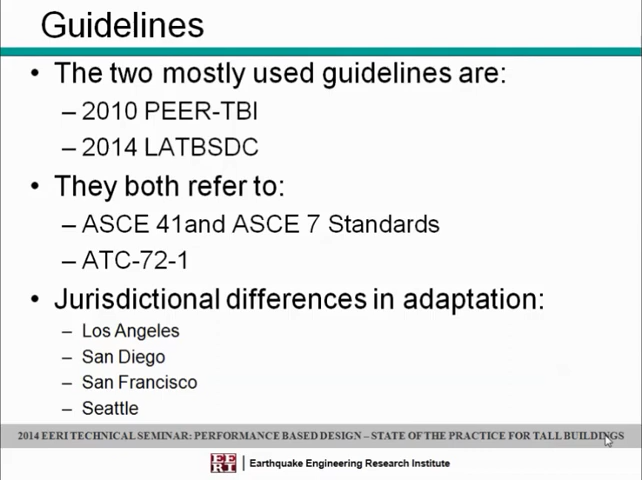 Guidelines
• The two mostly used guidelines are:
– 2010 PEER-TBI
– 2014 LATBSDC
• They both refer to:
– ASCE 41and ASCE 7 Standards
– ATC-72-1
• Jurisdictional differences in adaptation:
– Los Angeles
– San Diego
– San Francisco
– Seattle
2014 EERI TECHNICAL SEMINAR: PERFORMANCE BASED DESIGN – STATE OF THE PRACTICE FOR TALL BUILDINGS
EERI | Earthquake Engineering Research Institute